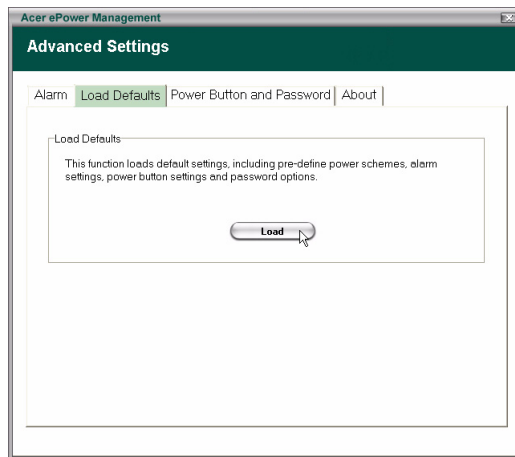 Acer ePower Management
Advanced Settings
Alarm Load Defaults Power Button and Password About
Load Defaults
This function loads default settings, including pre-define power schemes, alarm
settings, power button settings and password options.
Load